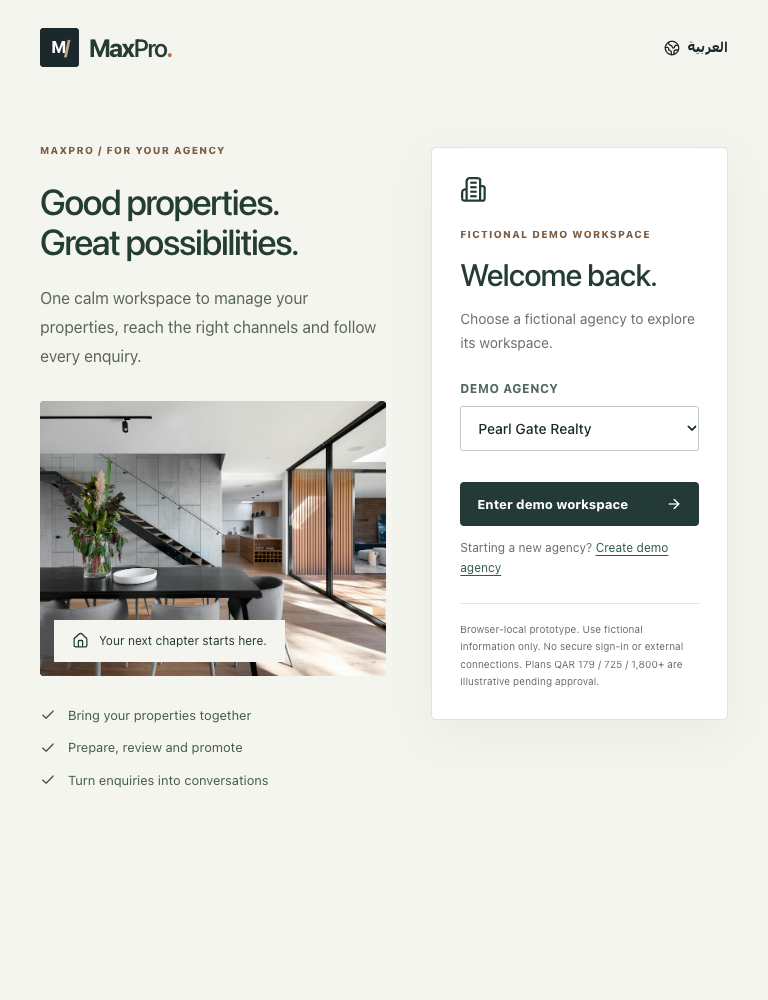 M/ MaxPro.
العربية
MAXPRO / FOR YOUR AGENCY
Good properties.
Great possibilities.
One calm workspace to manage your
properties, reach the right channels and follow
every enquiry.
Your next chapter starts here.
Bring your properties together
Prepare, review and promote
Turn enquiries into conversations
FICTIONAL DEMO WORKSPACE
Welcome back.
Choose a fictional agency to explore
its workspace.
DEMO AGENCY
Pearl Gate Realty
Enter demo workspace
Starting a new agency? Create demo
agency
Browser-local prototype. Use fictional
information only. No secure sign-in or external
connections. Plans QAR 179 / 725 / 1,800+ are
illustrative pending approval.